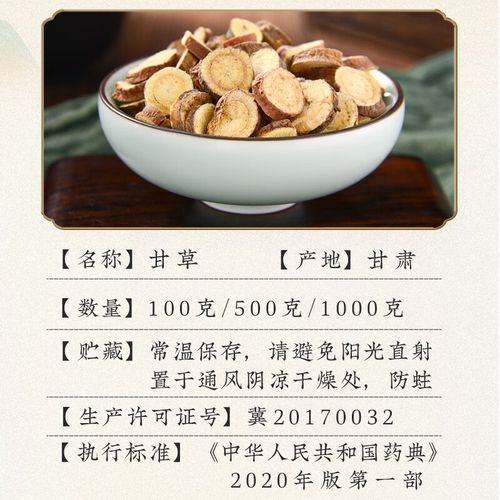 【名称】甘草 【产地】甘肃
【数量】100克/500克/1000克
【贮藏】常温保存，请避免阳光直射
置于通风阴凉干燥处，防蛀
【生产许可证号】冀20170032
【执行标准】《中华人民共和国药典》
2020年版第一部